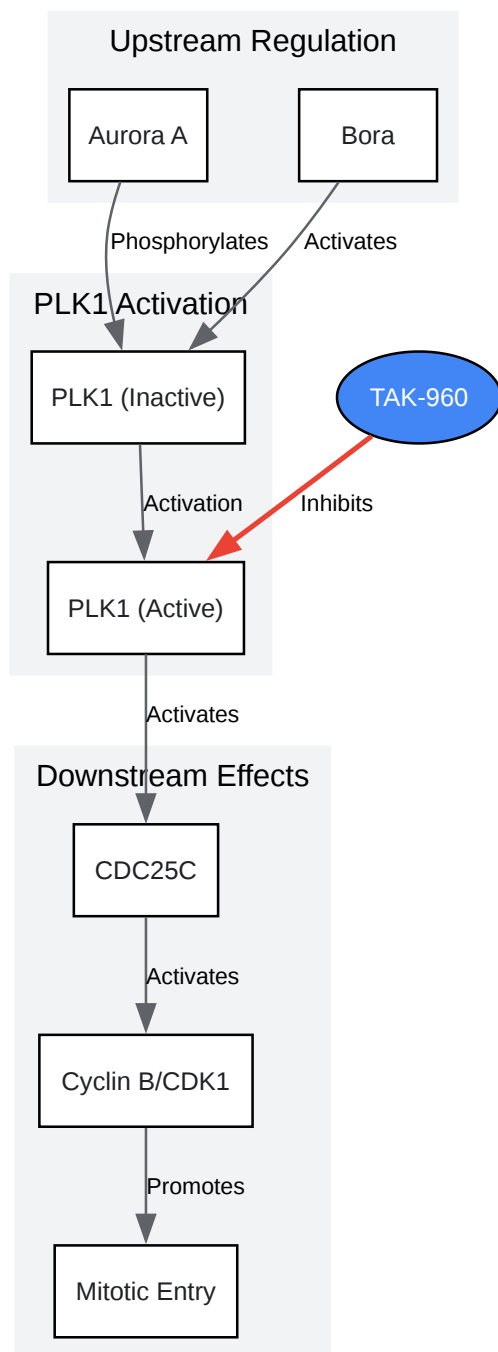 Upstream Regulation
Aurora A
Bora
Phosphorylates
Activates
PLK1 Activation
PLK1 (Inactive)
TAK-960
Activation
Inhibits
PLK1 (Active)
Activates
Downstream Effects
CDC25C
Activates
Cyclin B/CDK1
Promotes
Mitotic Entry